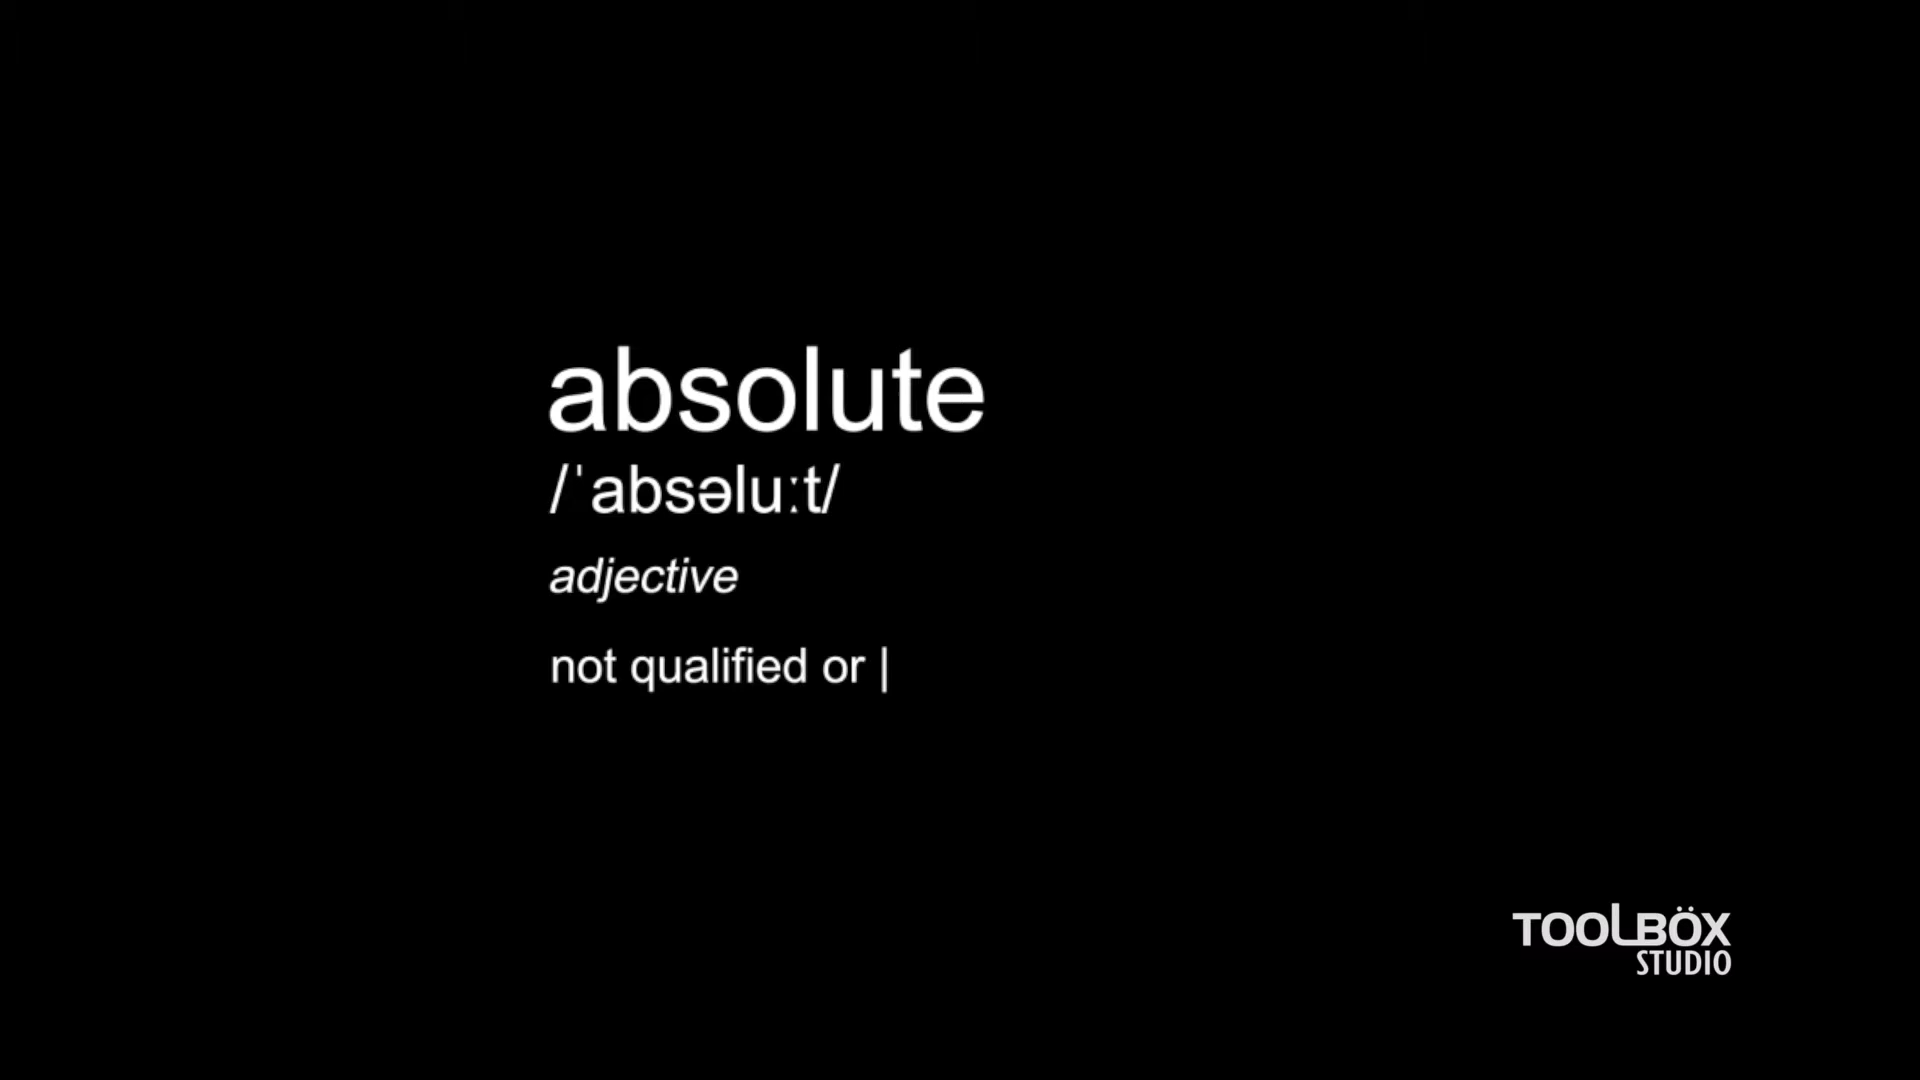 absolute
/ˈabsəluːt/
adjective
not qualified or |
TOOLBÖX
STUDIO